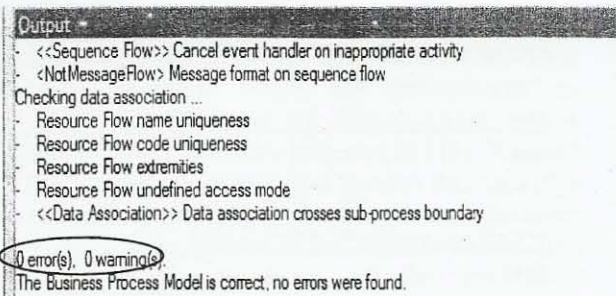 Output
- <<Sequence Flow>> Cancel event handler on inappropriate activity
- <NotMessageFlow> Message format on sequence flow
Checking data association ...
- Resource Flow name uniqueness
- Resource Flow code uniqueness
- Resource Flow extremities
- Resource Flow undefined access mode
- <<Data Association>> Data association crosses sub-process boundary
0 error(s), 0 warning(s).
The Business Process Model is correct, no errors were found.